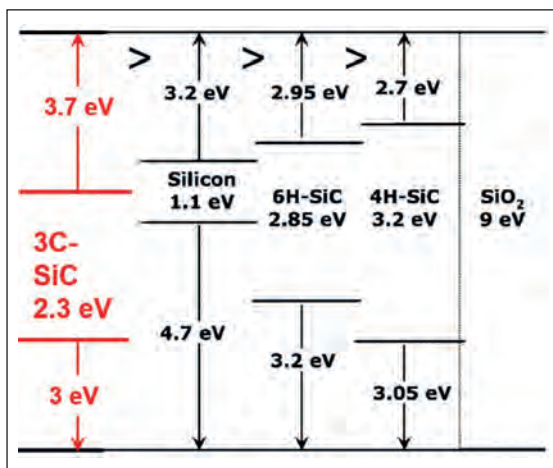 > > >
3.7 eV 3.2 eV 2.95 eV 2.7 eV
Silicon
1.1 eV
6H-SiC
2.85 eV
4H-SiC
3.2 eV
SiO₂
9 eV
3C-
SiC
2.3 eV
4.7 eV
3 eV
3.2 eV
3.05 eV